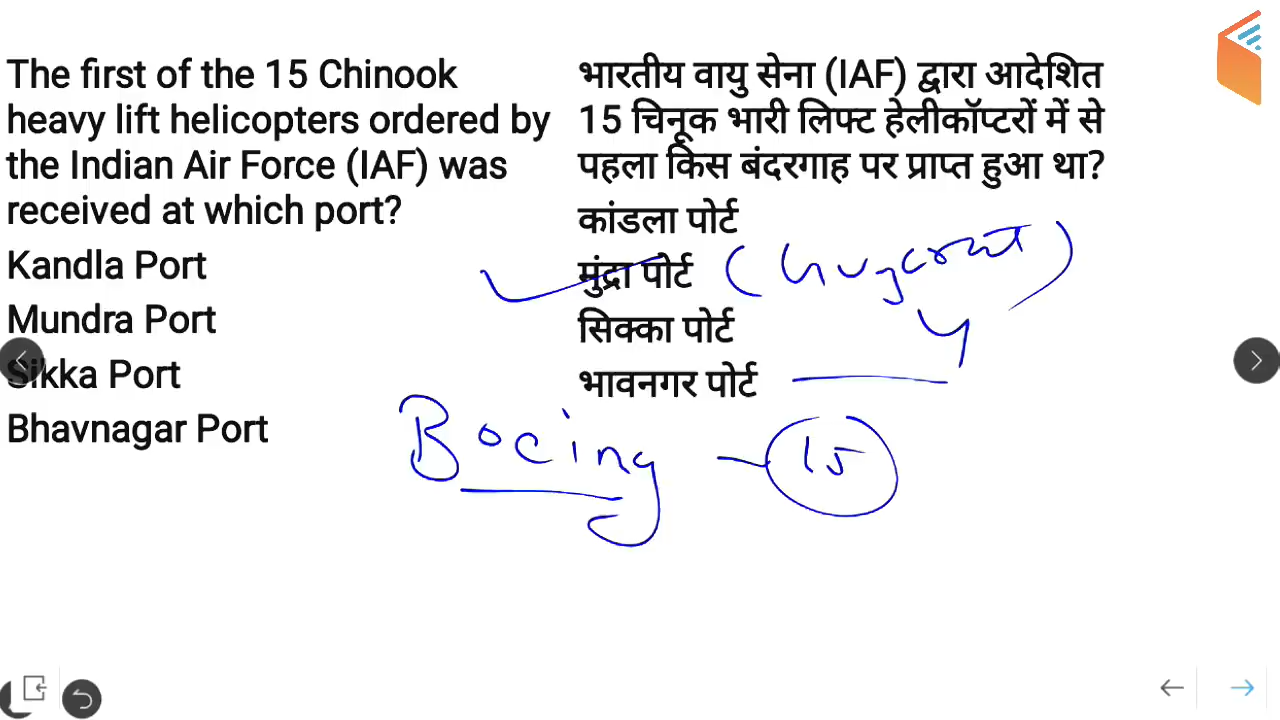 The first of the 15 Chinook
heavy lift helicopters ordered by
the Indian Air Force (IAF) was
received at which port?
Kandla Port
Mundra Port
Sikka Port
Bhavnagar Port
भारतीय वायु सेना (IAF) द्वारा आदेशित
15 चिनूक भारी लिफ्ट हेलीकॉप्टरों में से
पहला किस बंदरगाह पर प्राप्त हुआ था?
कांडला पोर्ट
मुंद्रा पोर्ट (Gujarat)
सिक्का पोर्ट 4
भावनगर पोर्ट
Boeing - 15